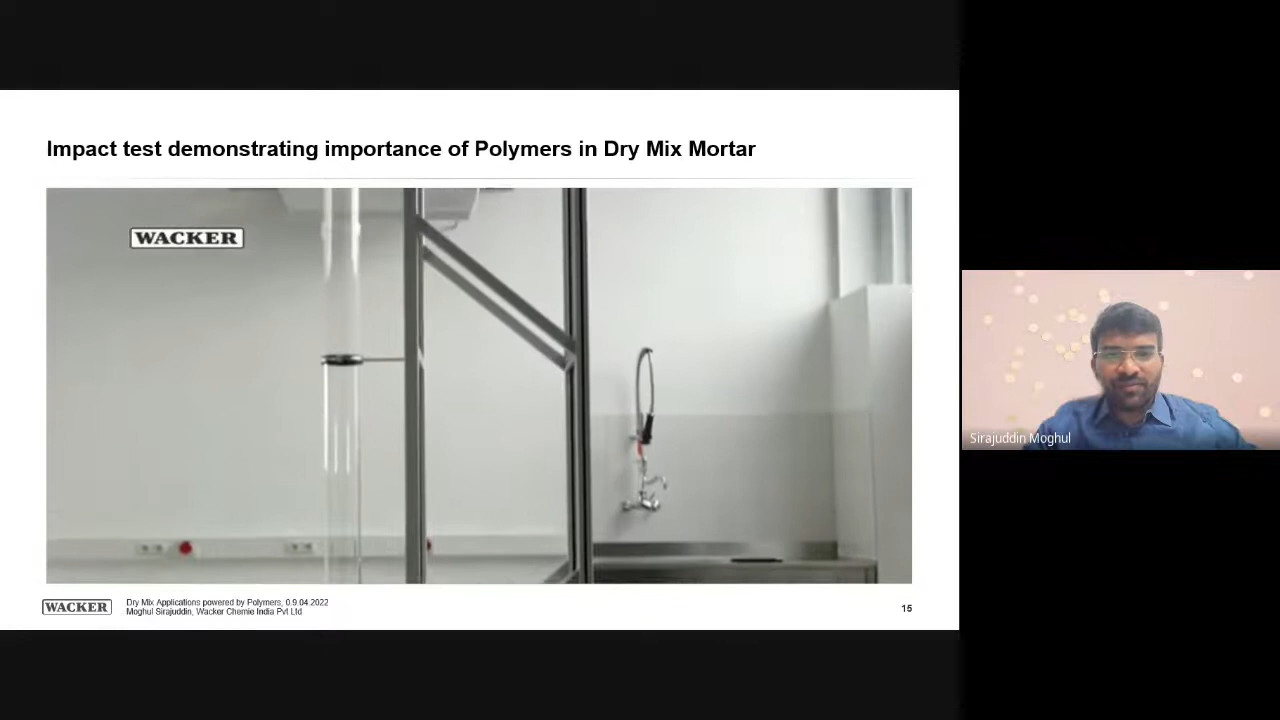 Impact test demonstrating importance of Polymers in Dry Mix Mortar
WACKER
Sirajuddin Moghul
WACKER
Dry Mix Applications powered by Polymers, 0.9.04.2022
Moghul Sirajuddin, Wacker Chemie India Pvt Ltd
15